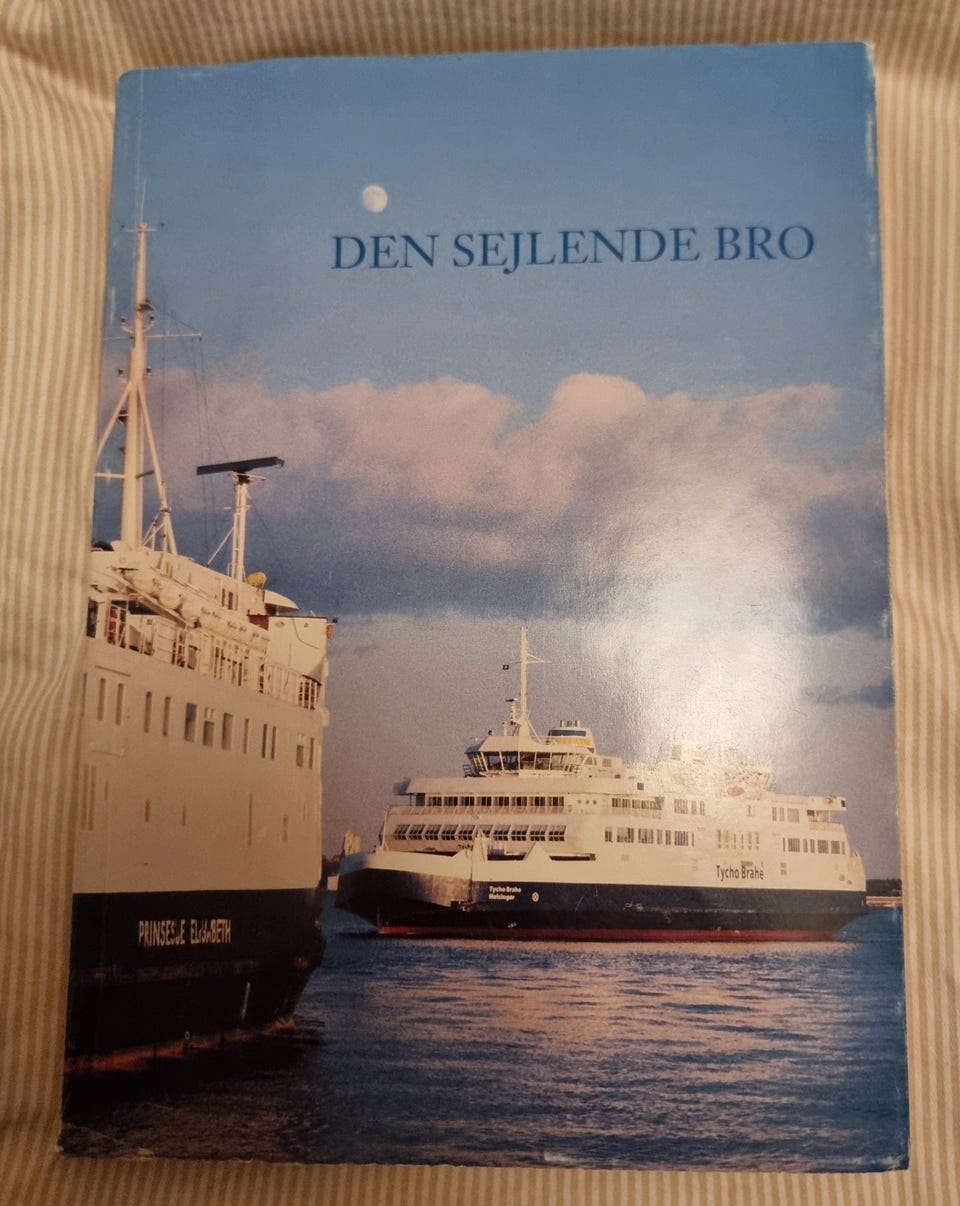 DEN SEJLENDE BRO
Tycho Brahe
Tycho Brahe
Helsingør
PRINSESSE ELISABETH